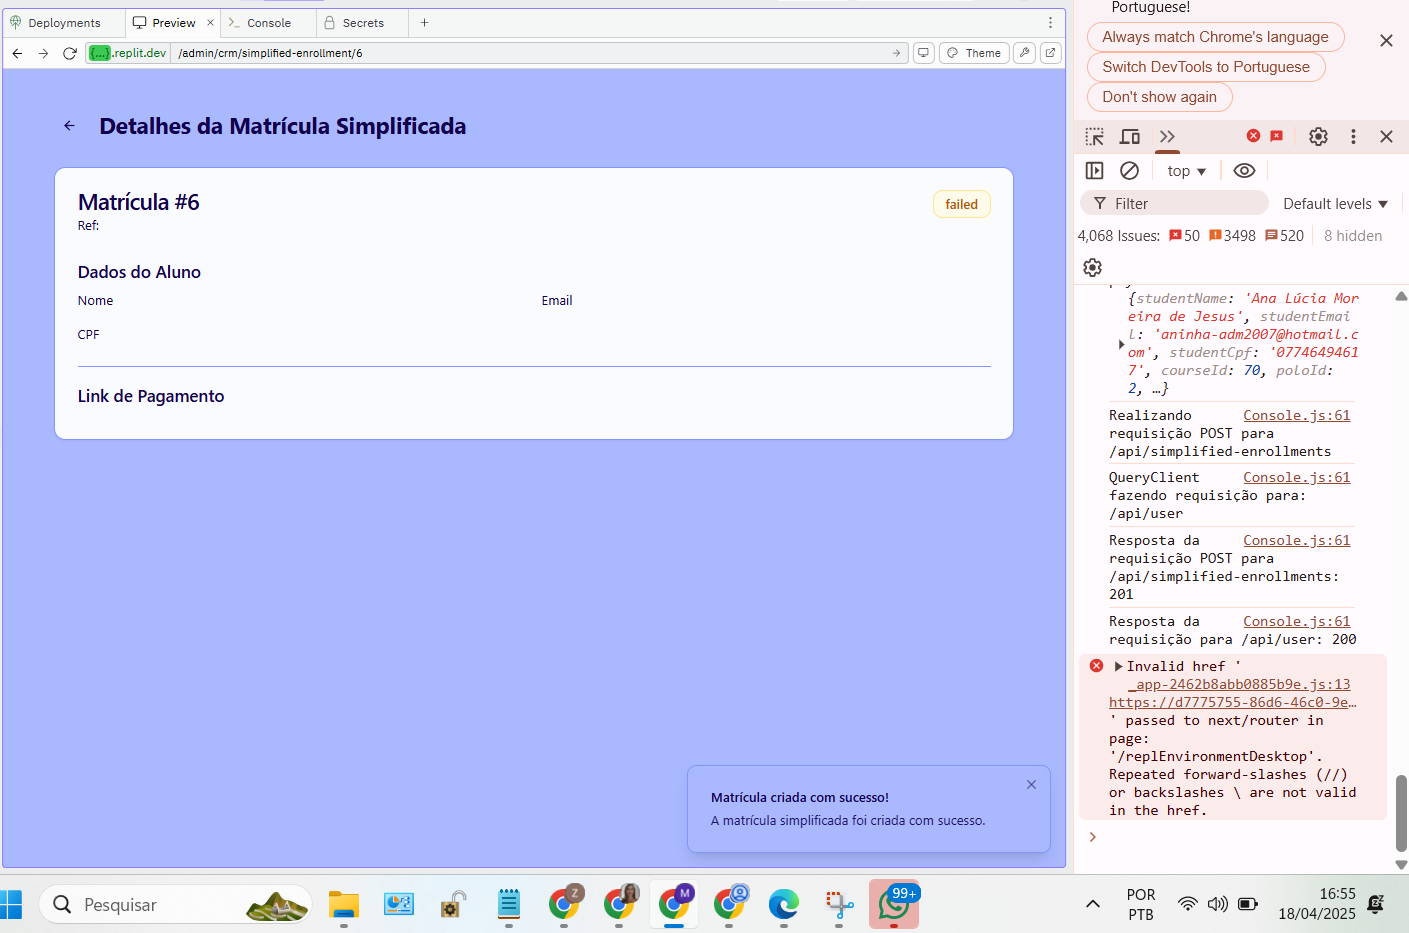 Deployments
Preview
Console
Secrets
{...}.replit.dev
/admin/crm/simplified-enrollment/6
Theme
Detalhes da Matrícula Simplificada
Matrícula #6
failed
Ref:
Dados do Aluno
Nome
Email
CPF
Link de Pagamento
Matrícula criada com sucesso!
A matrícula simplificada foi criada com sucesso.
Portuguese!
Always match Chrome's language
Switch DevTools to Portuguese
Don't show again
top
Filter
Default levels
4,068 Issues: 50 3498 520 8 hidden
{studentName: 'Ana Lúcia Mor
eira de Jesus', studentEmai
l: 'aninha-adm2007@hotmail.c
om', studentCpf: '0774649461
7', courseId: 70, poloId:
2, …}
Realizando Console.js:61
requisição POST para
/api/simplified-enrollments
QueryClient Console.js:61
fazendo requisição para:
/api/user
Resposta da Console.js:61
requisição POST para
/api/simplified-enrollments:
201
Resposta da Console.js:61
requisição para /api/user: 200
Invalid href '
_app-2462b8abb0885b9e.js:13
https://d7775755-86d6-46c0-9e…
' passed to next/router in
page:
'/replEnvironmentDesktop'.
Repeated forward-slashes (//)
or backslashes \ are not valid
in the href.
Pesquisar
Z
M
99+
POR
PTB
16:55
18/04/2025